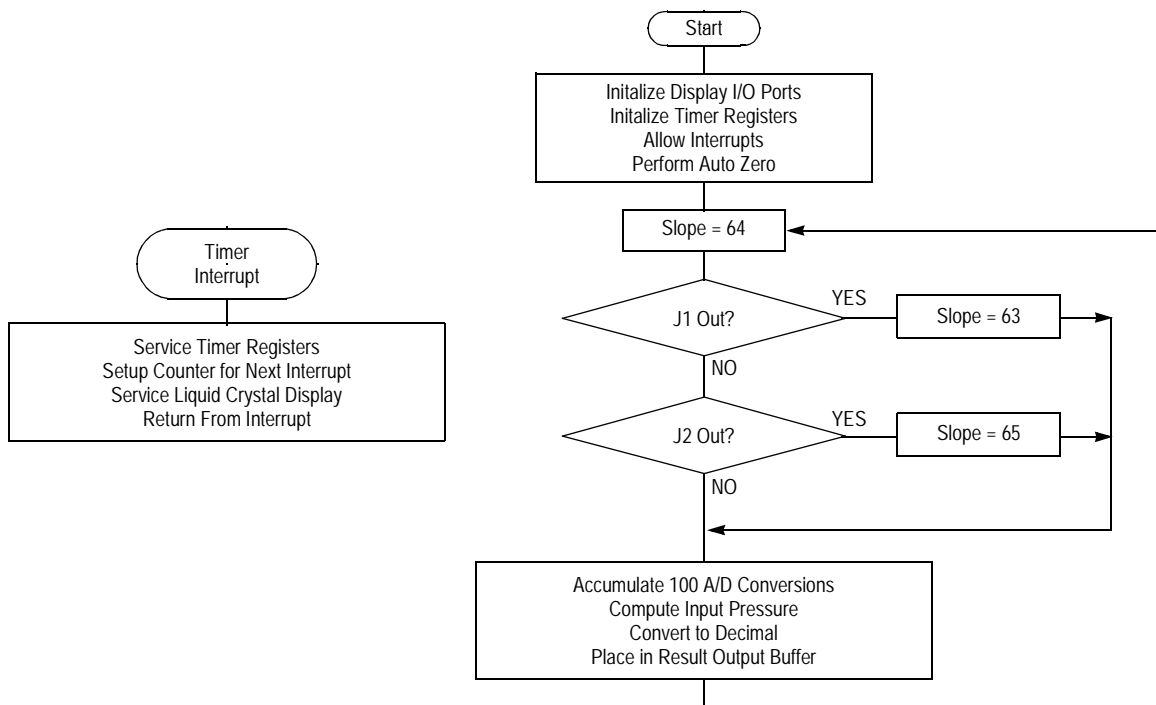 Start
Initalize Display I/O Ports
Initalize Timer Registers
Allow Interrupts
Perform Auto Zero
Slope = 64
Timer
Interrupt
Service Timer Registers
Setup Counter for Next Interrupt
Service Liquid Crystal Display
Return From Interrupt
J1 Out?
YES
Slope = 63
NO
J2 Out?
YES
Slope = 65
NO
Accumulate 100 A/D Conversions
Compute Input Pressure
Convert to Decimal
Place in Result Output Buffer